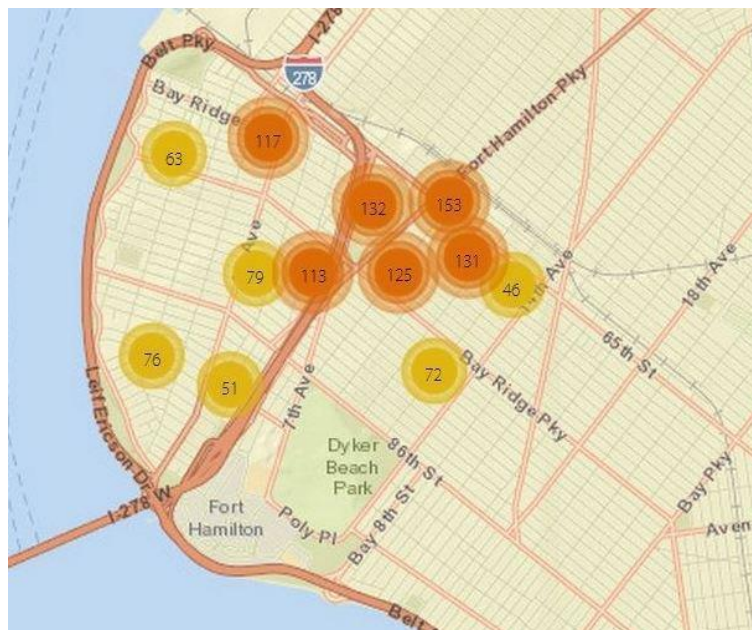 I-278
Belt Pky
278
Bay Ridge
Fort Hamilton Pky
117
63
132
153
Ave
79
113
125
131
46
Ave
18th Ave
65th St
76
51
72
7th Ave
Bay Ridge Pky
Leif Ericson Dr
86th St
Dyker
Beach
Park
Bay Pky
I-278 W
Fort
Hamilton
Poly Pl
Bay 8th St
Aven
Belt